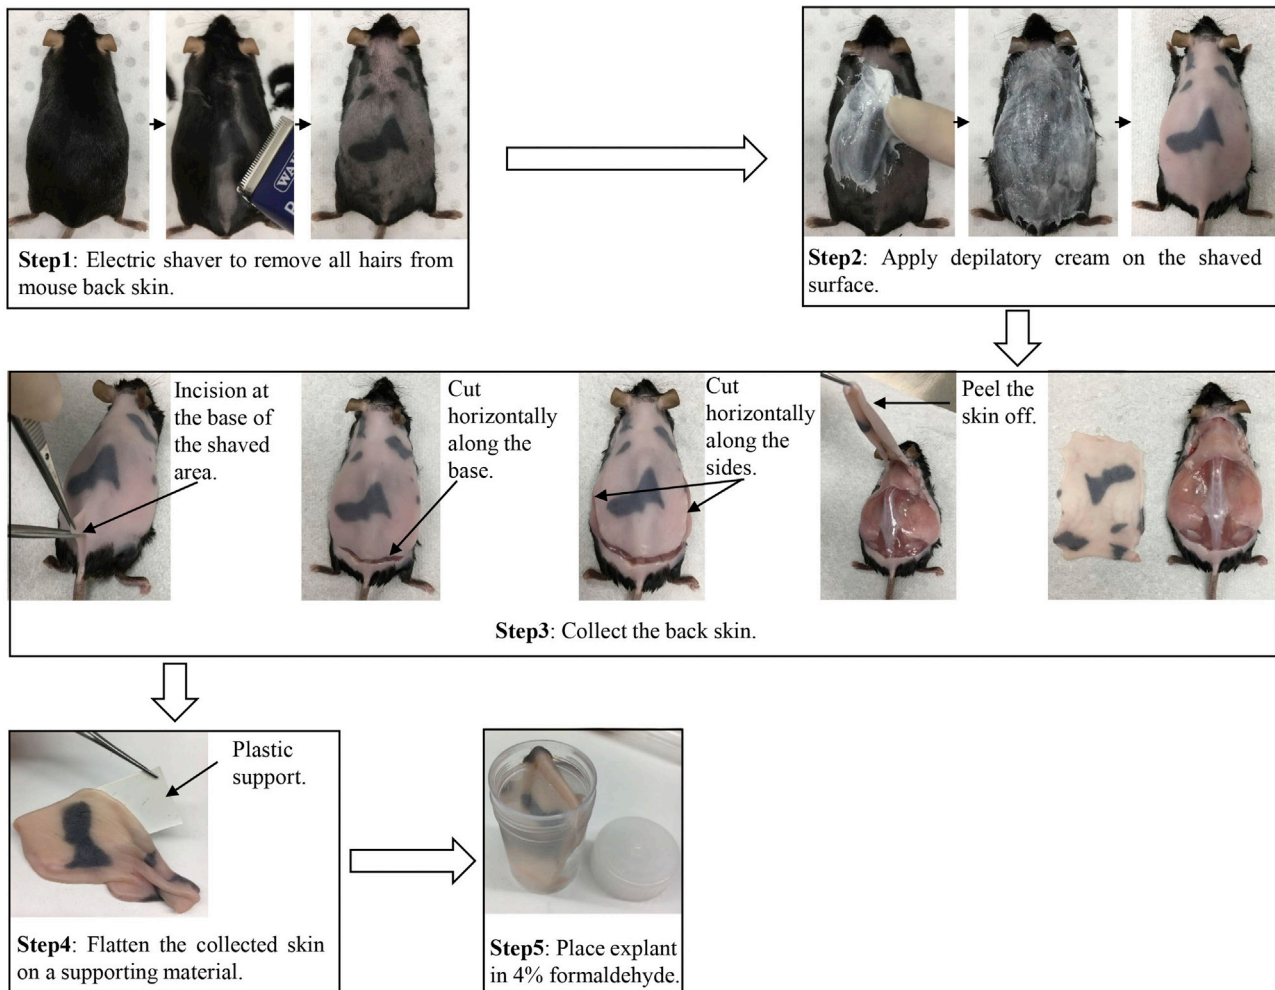 WA
Step1: Electric shaver to remove all hairs from
mouse back skin.
Step2: Apply depilatory cream on the shaved
surface.
Incision at
the base of
the shaved
area.
Cut
horizontally
along the
base.
Cut
horizontally
along the
sides.
Peel the
skin off.
Step3: Collect the back skin.
Plastic
support.
Step4: Flatten the collected skin
on a supporting material.
Step5: Place explant
in 4% formaldehyde.